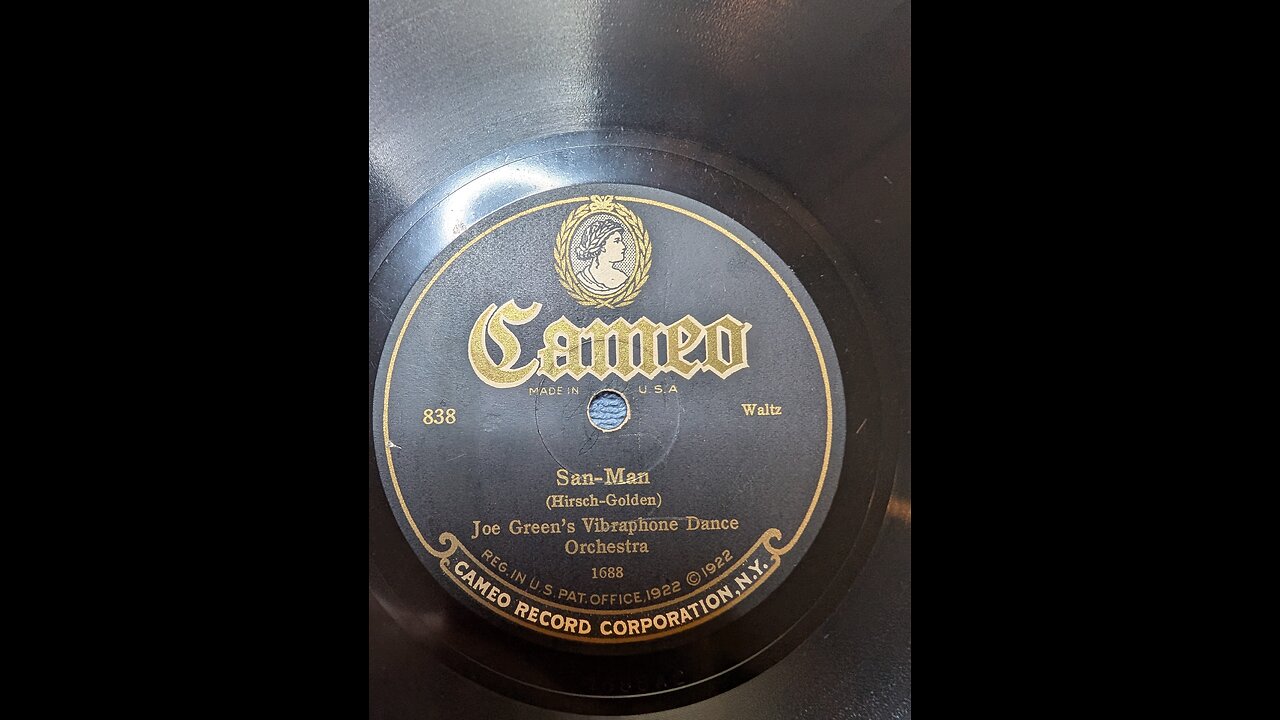 Cameo
MADE IN U.S.A
838 Waltz
San-Man
(Hirsch-Golden)
Joe Green's Vibraphone Dance
Orchestra
1688
REG. IN U.S. PAT. OFFICE, 1922 © 1922
CAMEO RECORD CORPORATION, N.Y.